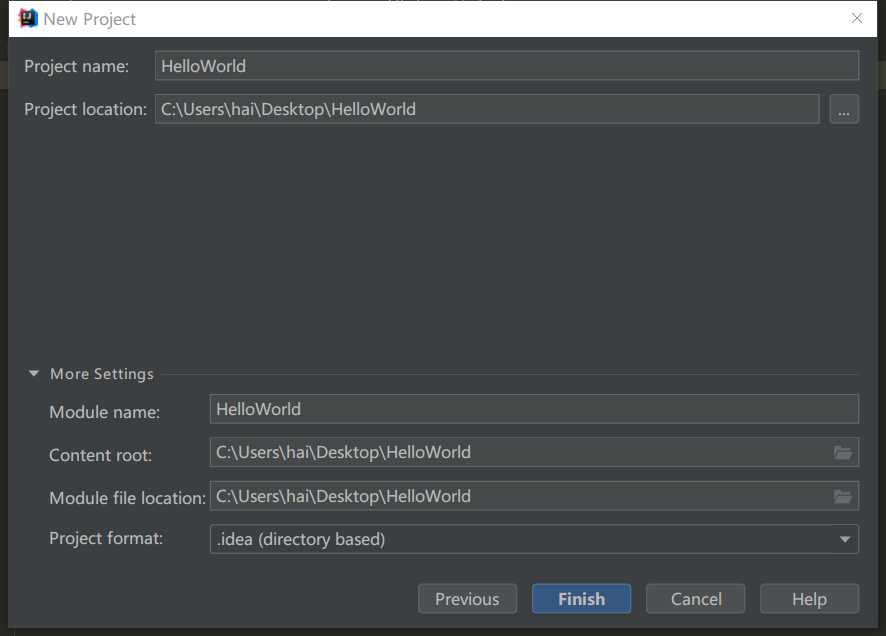 New Project
Project name: HelloWorld
Project location: C:\Users\hai\Desktop\HelloWorld ...
More Settings
Module name: HelloWorld
Content root: C:\Users\hai\Desktop\HelloWorld
Module file location: C:\Users\hai\Desktop\HelloWorld
Project format: .idea (directory based)
Previous Finish Cancel Help